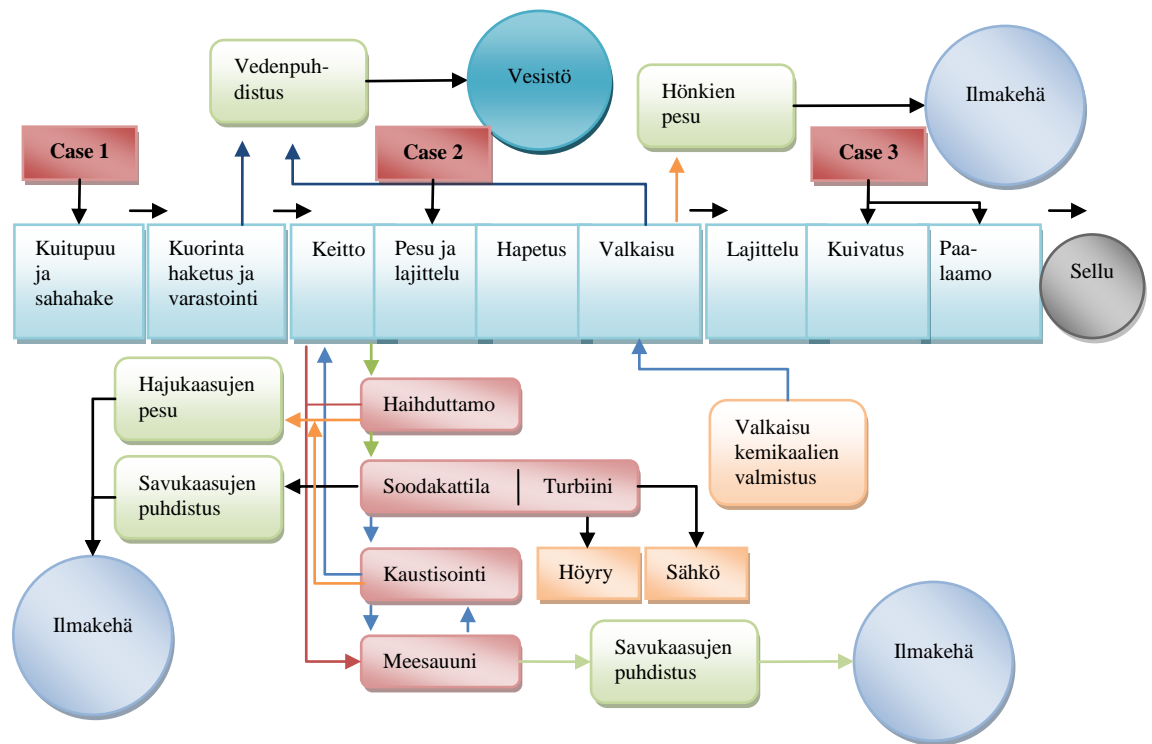 Vedenpuh-
distus
Vesistö
Hönkien
pesu
Ilmakehä
Case 1
Case 2
Case 3
Kuitupuu
ja
sahahake
Kuorinta
haketus ja
varastointi
Keitto
Pesu ja
lajittelu
Hapetus
Valkaisu
Lajittelu
Kuivatus
Paa-
laamo
Sellu
Hajukaasujen
pesu
Haihduttamo
Valkaisu
kemikaalien
valmistus
Savukaasujen
puhdistus
Soodakattila
Turbiini
Kaustisointi
Höyry
Sähkö
Ilmakehä
Meesauuni
Savukaasujen
puhdistus
Ilmakehä